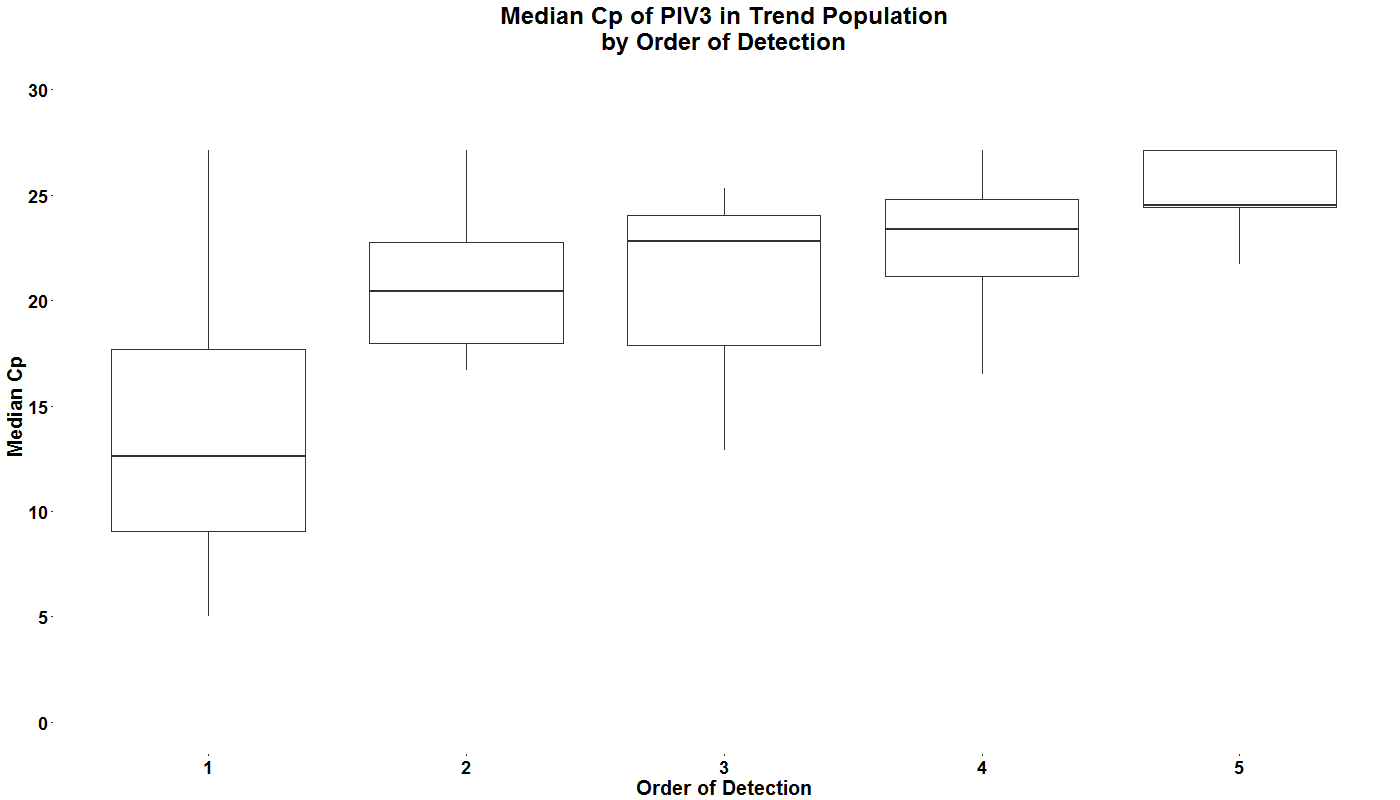 Median Cp of PIV3 in Trend Population
by Order of Detection
30
25
20
15
10
5
0
Median Cp
1 2 3 4 5
Order of Detection